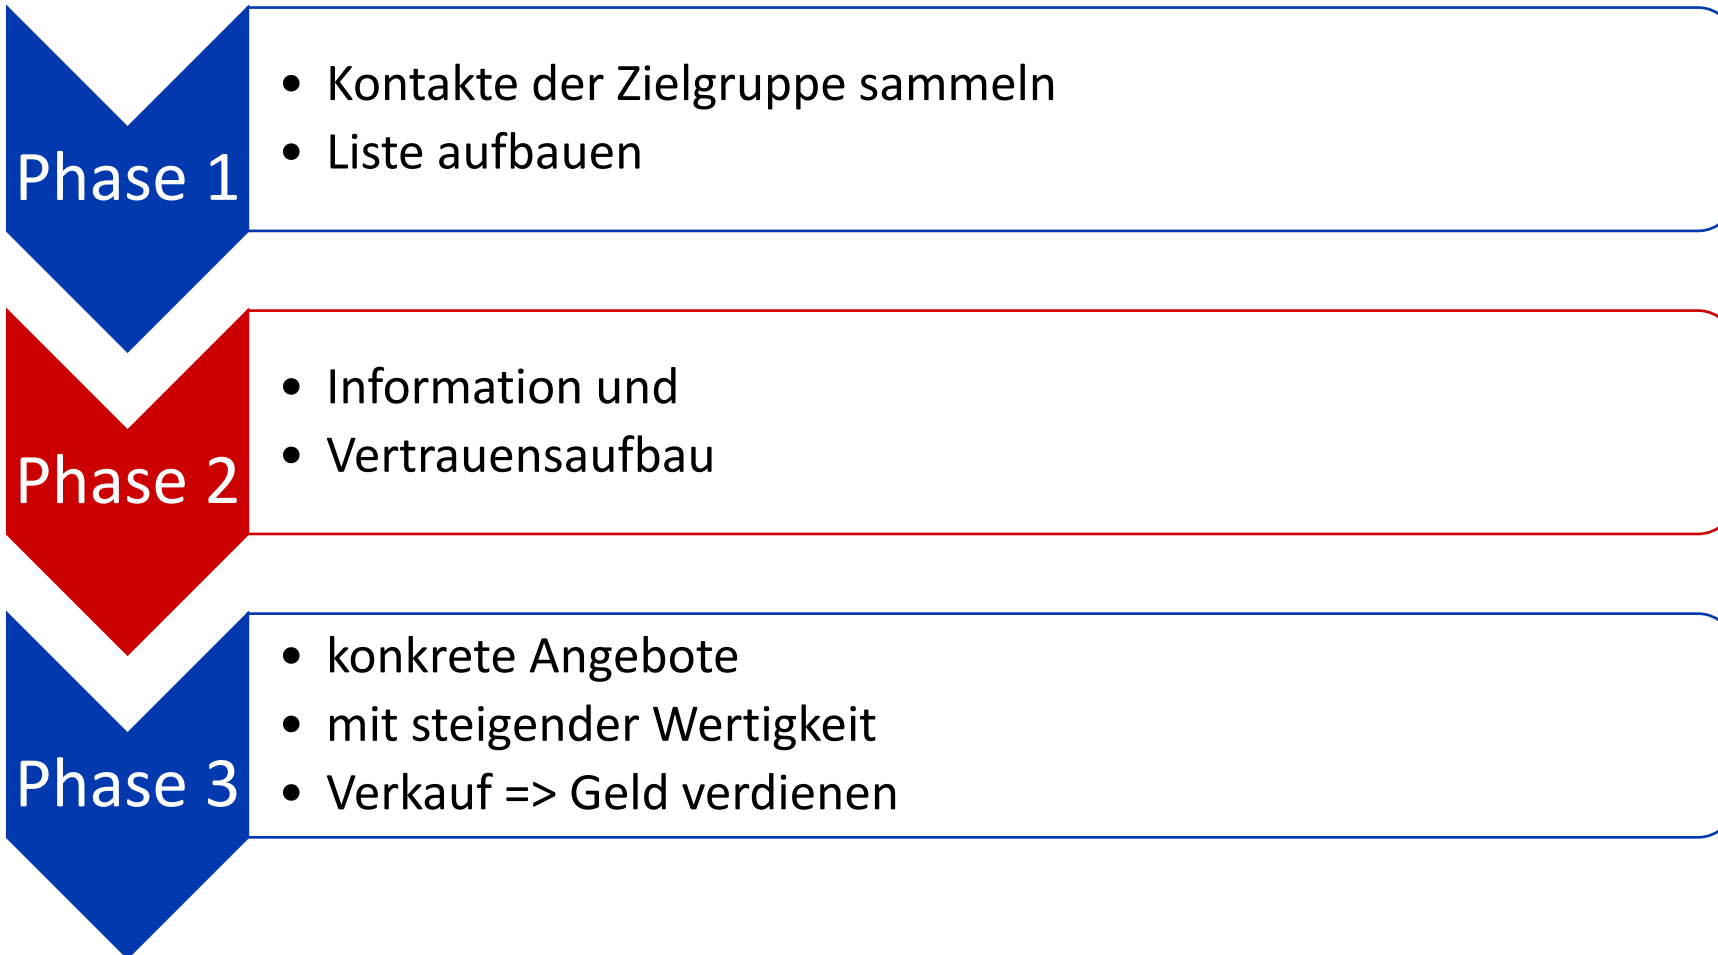 Phase 1
• Kontakte der Zielgruppe sammeln
• Liste aufbauen
Phase 2
• Information und
• Vertrauensaufbau
Phase 3
• konkrete Angebote
• mit steigender Wertigkeit
• Verkauf => Geld verdienen